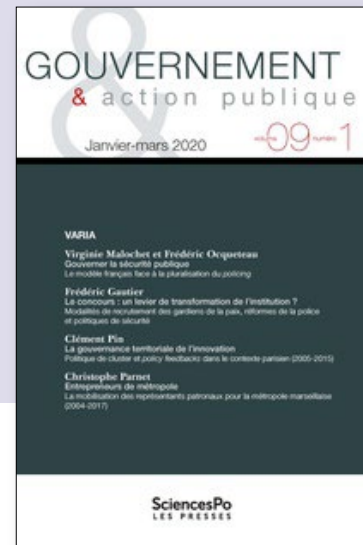 GOUVERNEMENT
& action publique
Janvier-mars 2020
volume 09 numéro 1
VARIA
Virginie Malochet et Frédéric Ocqueteau
Gouverner la sécurité publique
Le modèle français face à la pluralisation du policing
Frédéric Gautier
Le concours : un levier de transformation de l'institution ?
Modalités de recrutement des gardiens de la paix, réformes de la police
et politiques de sécurité
Clément Pin
La gouvernance territoriale de l'innovation
Politique de cluster et policy feedbacks dans le contexte parisien (2005-2015)
Christophe Parnet
Entrepreneurs de métropole
La mobilisation des représentants patronaux pour la métropole marseillaise
(2004-2017)
SciencesPo
LES PRESSES